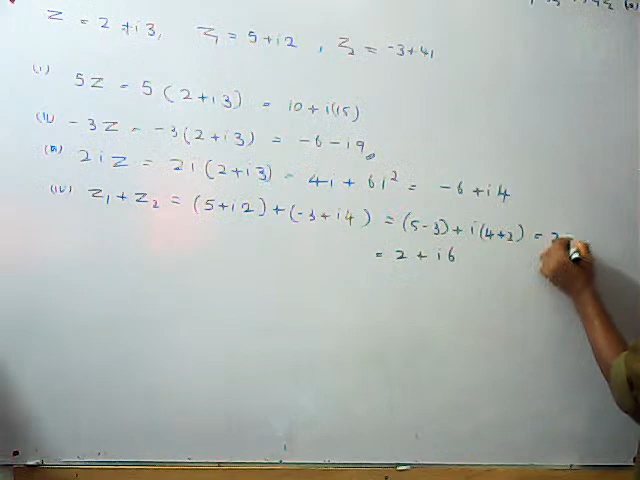 Z = 2 + i3, Z₁ = 5 + i2, Z₂ = -3 + 4i
(i) 5Z = 5(2+i3) = 10 + i(15)
(ii) -3Z = -3(2+i3) = -6 - i9
(iii) 2iZ = 2i(2+i3) = 4i + 6i² = -6 + i4
(iv) Z₁ + Z₂ = (5+i2) + (-3+i4) = (5-3) + i(4+2) =
= 2 + i6